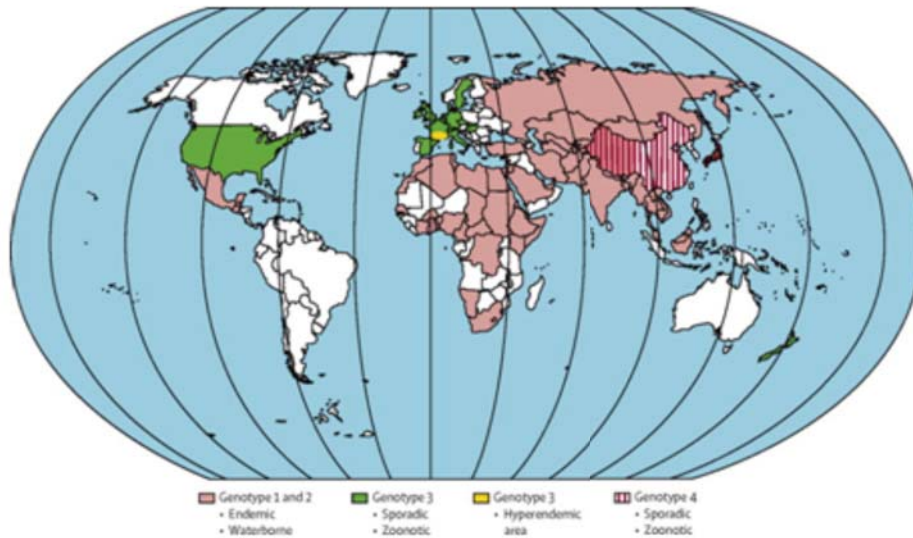 Genotype 1 and 2
• Endemic
• Waterborne
Genotype 3
• Sporadic
• Zoonotic
Genotype 3
• Hyperendemic
area
Genotype 4
• Sporadic
• Zoonotic